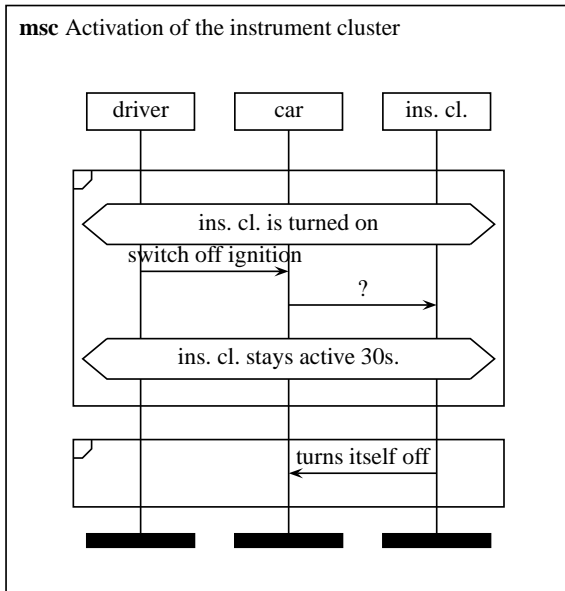 msc Activation of the instrument cluster
driver car ins. cl.
ins. cl. is turned on
switch off ignition
?
ins. cl. stays active 30s.
turns itself off